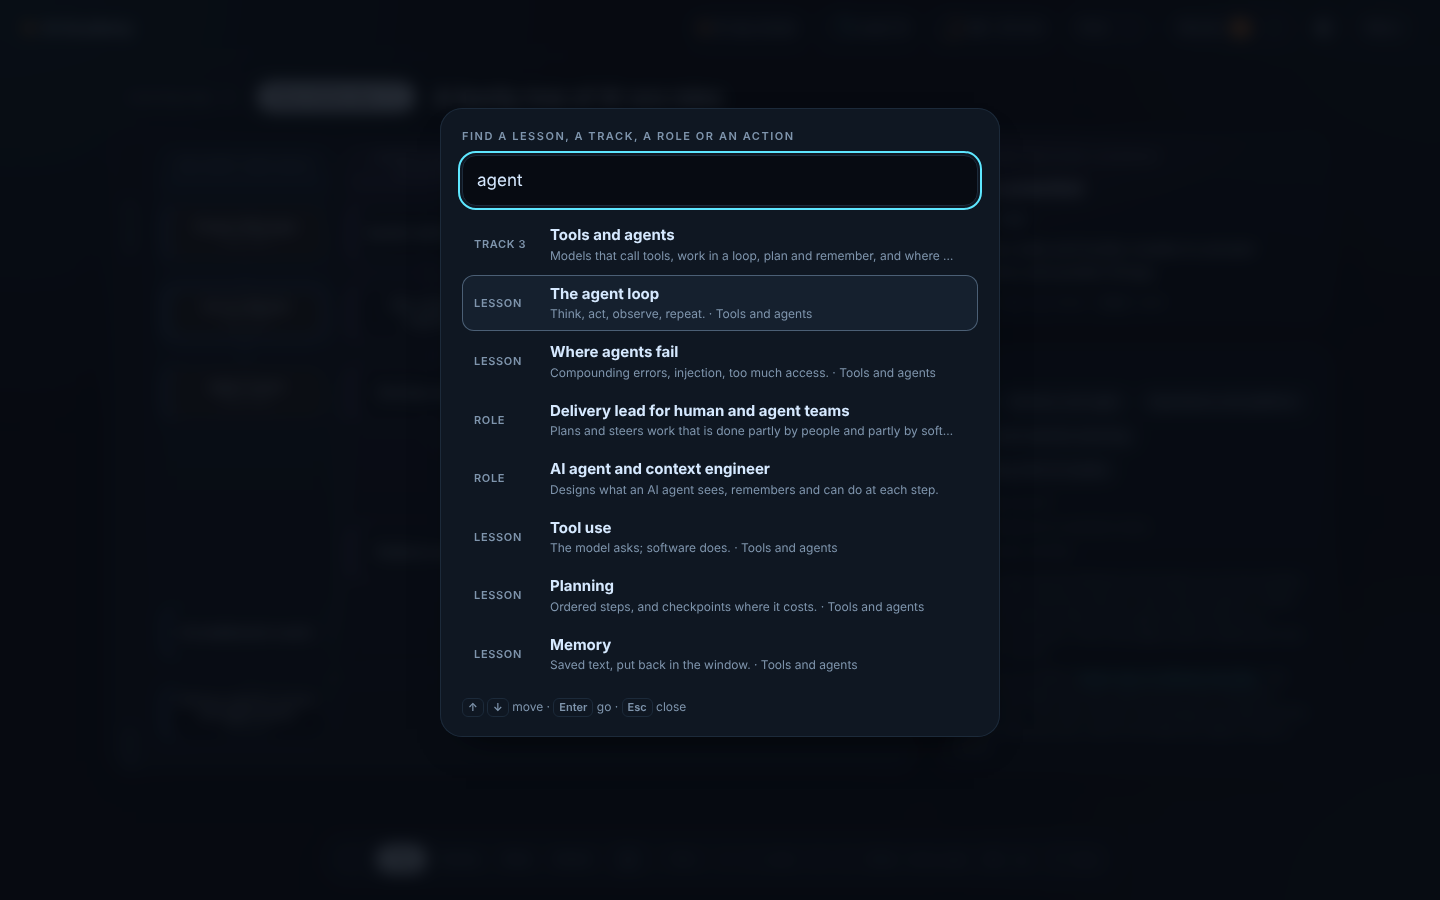 FIND A LESSON, A TRACK, A ROLE OR AN ACTION
agent
TRACK 3
Tools and agents
Models that call tools, work in a loop, plan and remember, and where ...
LESSON
The agent loop
Think, act, observe, repeat. · Tools and agents
LESSON
Where agents fail
Compounding errors, injection, too much access. · Tools and agents
ROLE
Delivery lead for human and agent teams
Plans and steers work that is done partly by people and partly by soft...
ROLE
AI agent and context engineer
Designs what an AI agent sees, remembers and can do at each step.
LESSON
Tool use
The model asks; software does. · Tools and agents
LESSON
Planning
Ordered steps, and checkpoints where it costs. · Tools and agents
LESSON
Memory
Saved text, put back in the window. · Tools and agents
↑ ↓ move · Enter go · Esc close